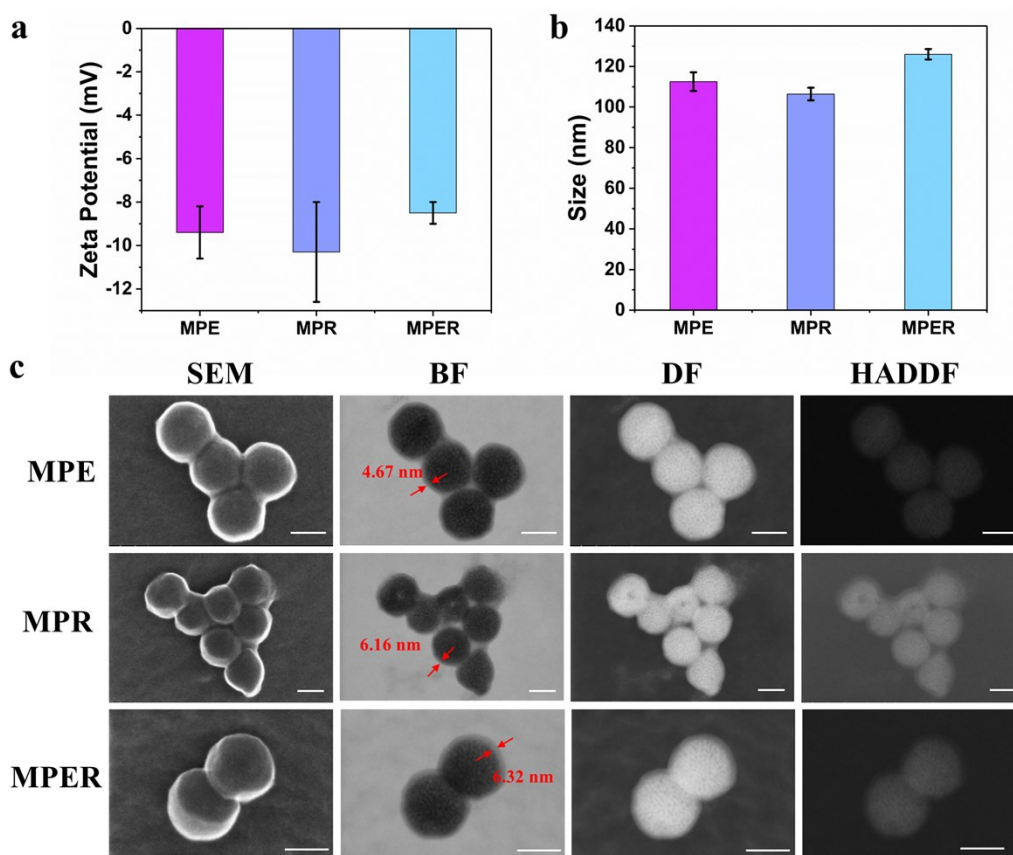 a
0
-2
-4
-6
-8
-10
-12
Zeta Potential (mV)
MPE MPR MPER
b
140
120
100
80
60
40
20
0
Size (nm)
MPE MPR MPER
c
SEM BF DF HADDF
MPE
4.67 nm
MPR
6.16 nm
MPER
6.32 nm